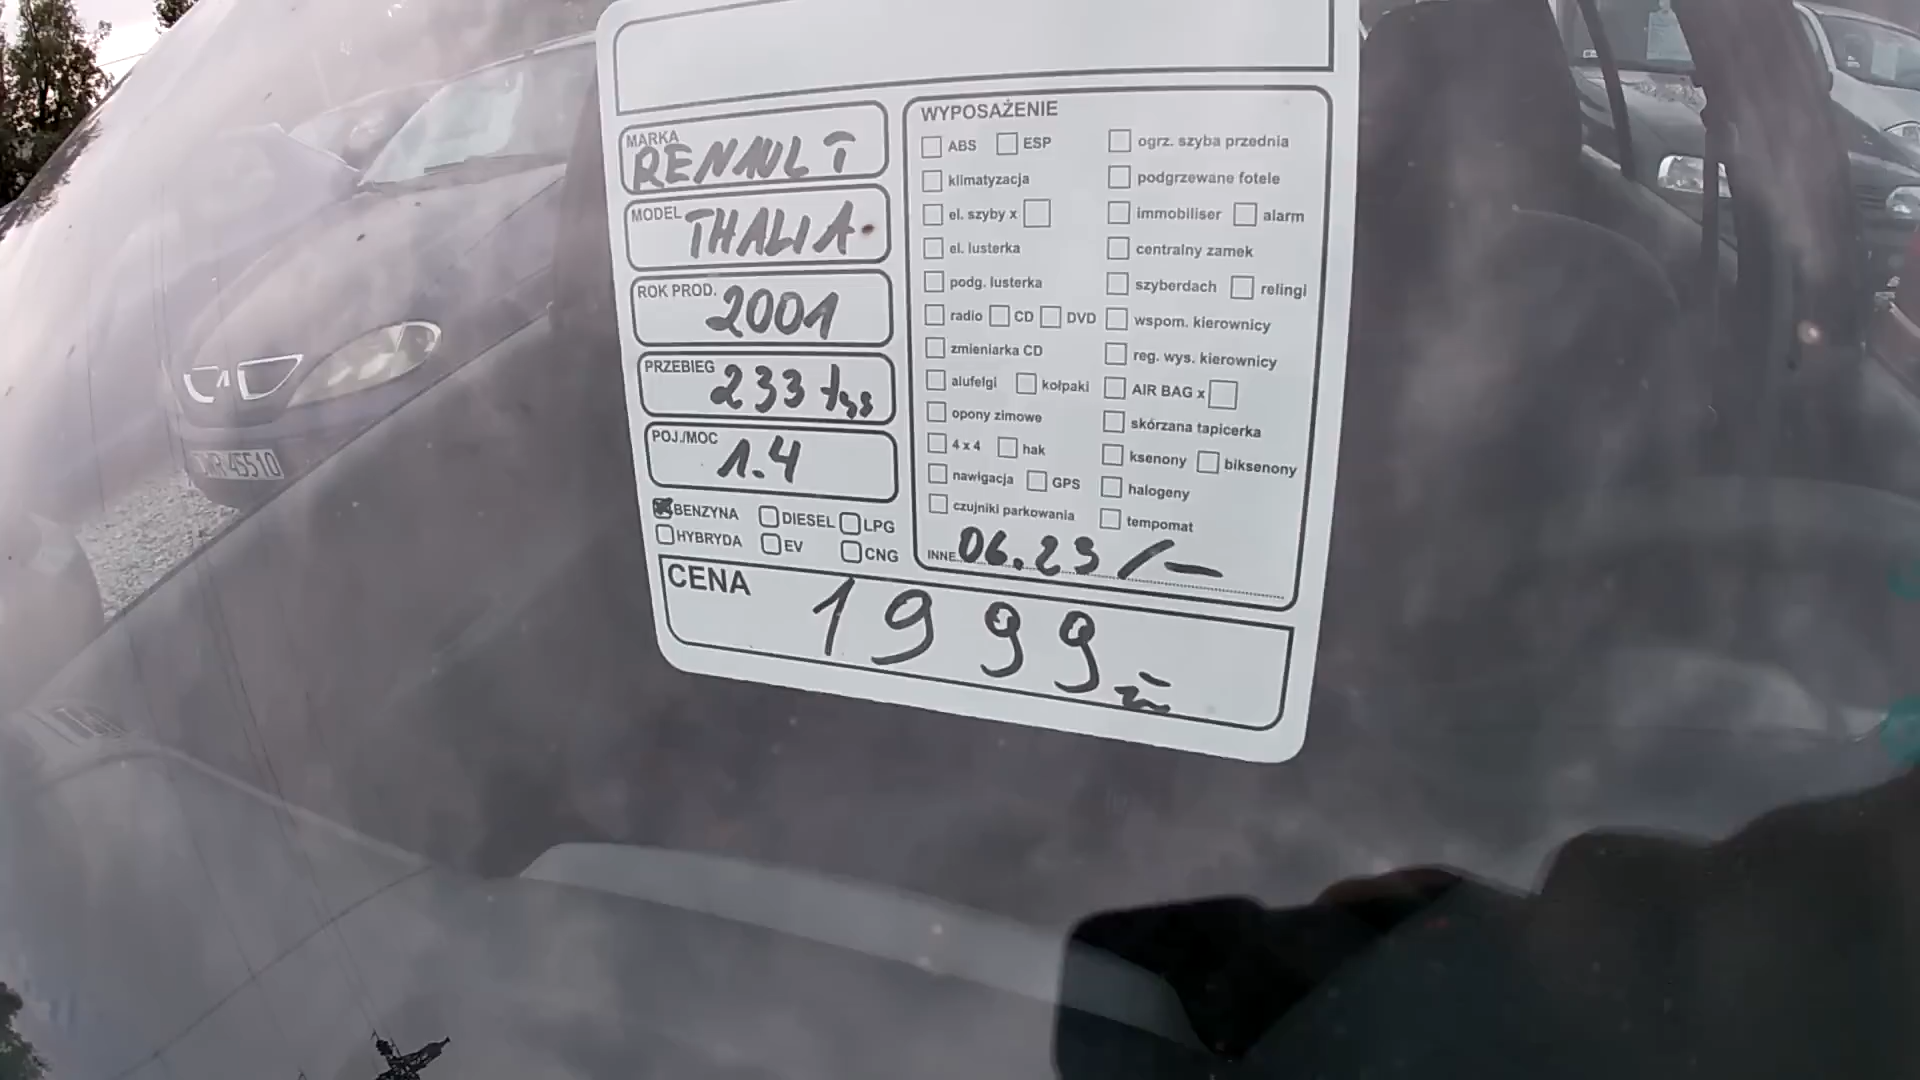 MARKA
RENAULT
MODEL THALIA
ROK PROD. 2001
PRZEBIEG 233 tys
POJ./MOC 1.4
BENZYNA DIESEL LPG
HYBRYDA EV CNG
WYPOSAŻENIE
ABS ESP
klimatyzacja
el. szyby x
el. lusterka
podg. lusterka
radio CD DVD
zmieniarka CD
alufelgi kołpaki
opony zimowe
4 x 4 hak
nawigacja GPS
czujniki parkowania
ogrz. szyba przednia
podgrzewane fotele
immobiliser alarm
centralny zamek
szyberdach relingi
wspom. kierownicy
reg. wys. kierownicy
AIR BAG x
skórzana tapicerka
ksenony biksenony
halogeny
tempomat
INNE 06.23/-
CENA 1999 zł
45510